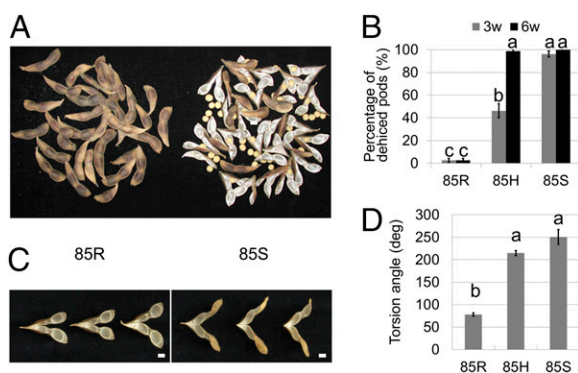 A
85R
85S
B
3w
6w
Percentage of
dehiced pods (%)
100
80
60
40
20
0
c c
b
a
a a
85R
85H
85S
C
D
Torsion angle (deg)
300
250
200
150
100
50
0
b
a
a
85R
85H
85S